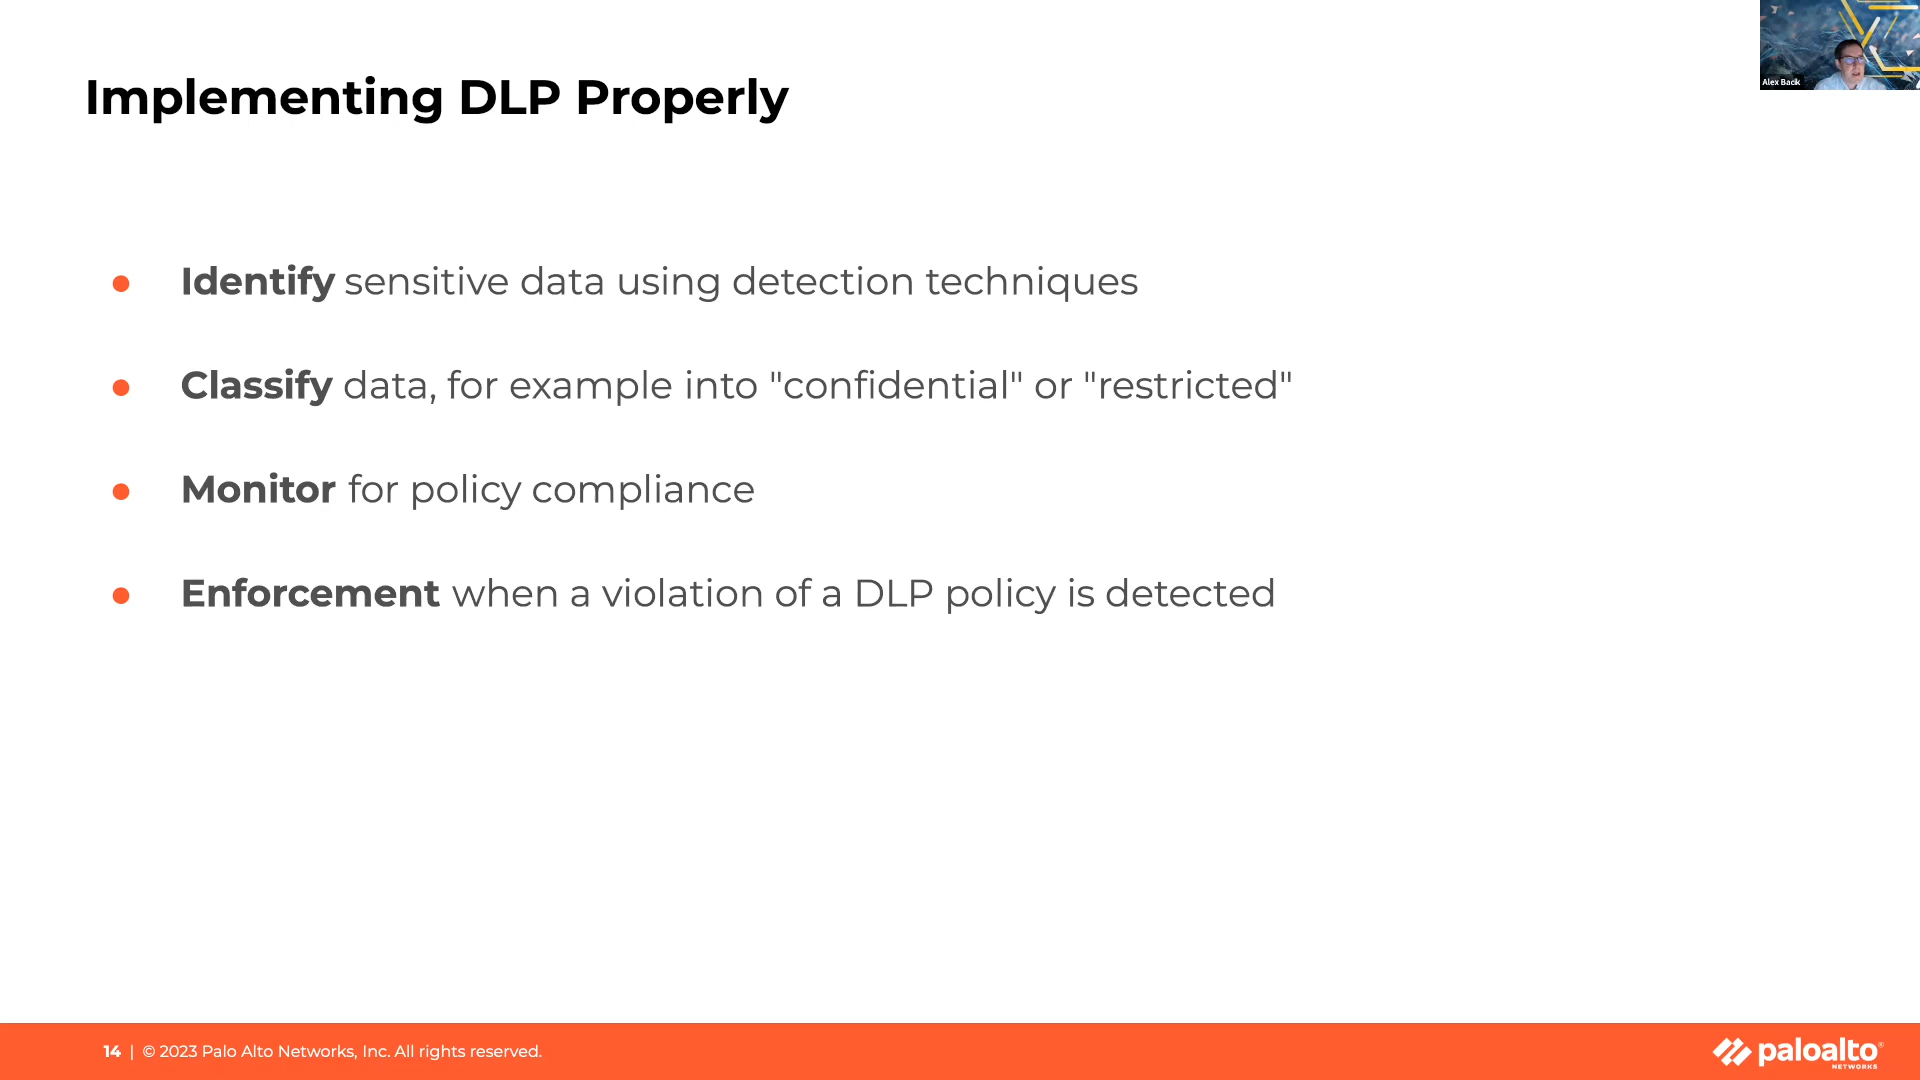 Implementing DLP Properly
Alex Back
● Identify sensitive data using detection techniques
● Classify data, for example into "confidential" or "restricted"
● Monitor for policy compliance
● Enforcement when a violation of a DLP policy is detected
14 | © 2023 Palo Alto Networks, Inc. All rights reserved.
paloalto®
NETWORKS